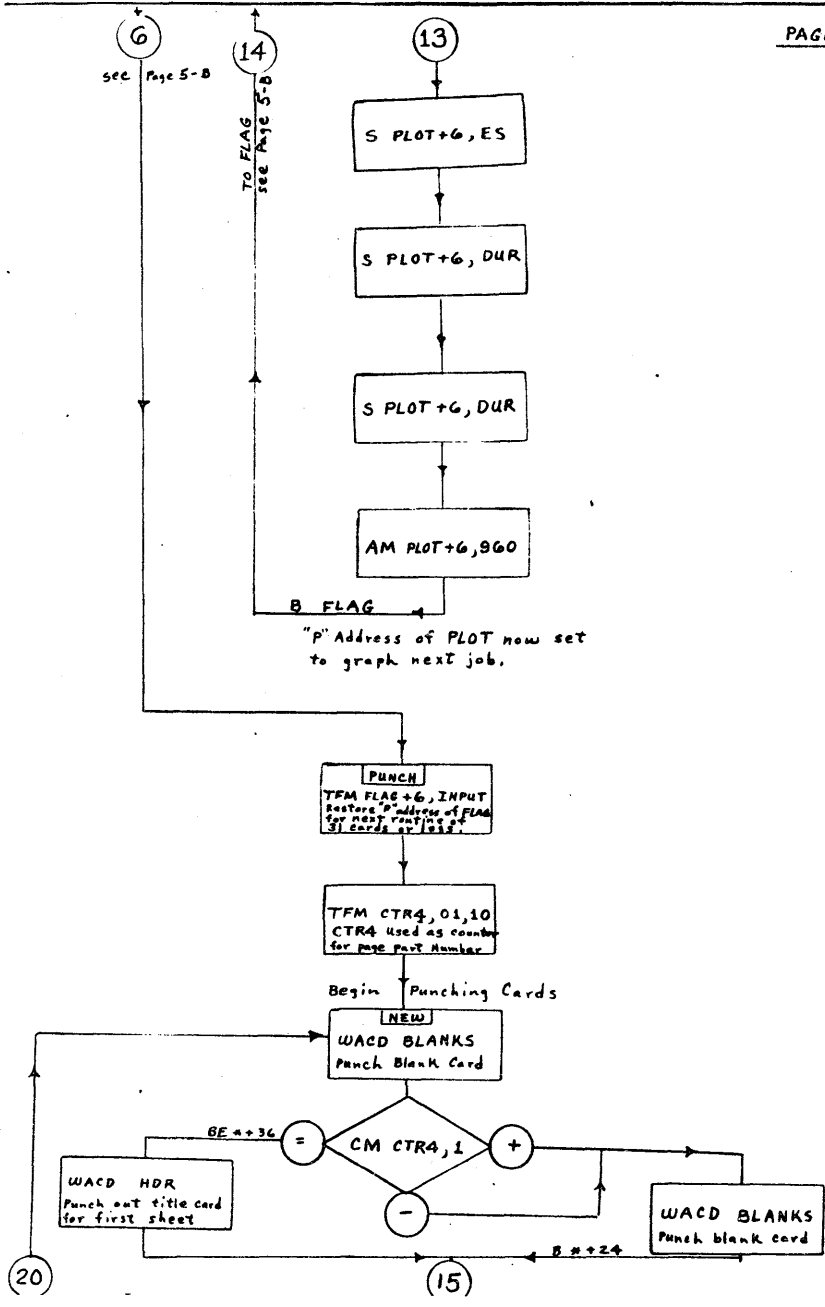 PAGE
6
14
13
see Page 5-B
TO FLAG
see Page 5-B
S PLOT+6, ES
S PLOT+6, DUR
S PLOT+6, DUR
AM PLOT+6,960
B FLAG
"P" Address of PLOT now set
to graph next job.
PUNCH
TFM FLAG+6, INPUT
Restore "P" address of FLAG
for next routine of
31 cards or less.
TFM CTR4, 01,10
CTR4 Used as counter
for page part Number
Begin Punching Cards
NEW
WACD BLANKS
Punch Blank Card
BE *+36
=
CM CTR4, 1
+
-
WACD HDR
Punch out title card
for first sheet
WACD BLANKS
Punch blank card
B *+24
20
15